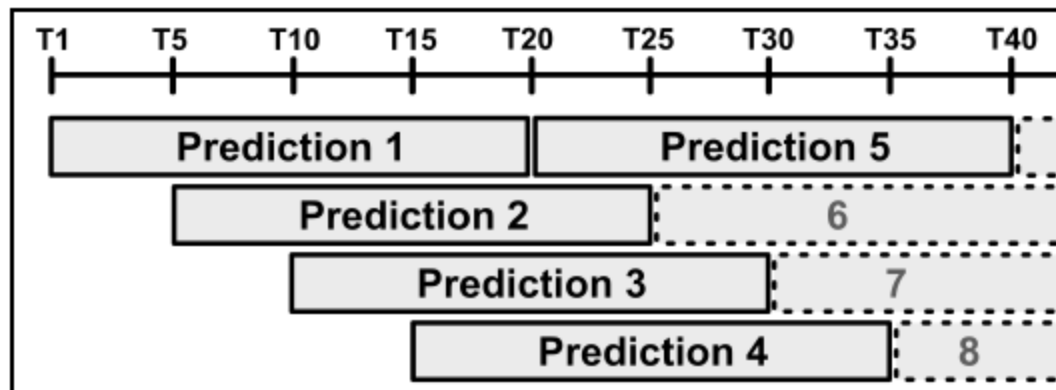 T1 T5 T10 T15 T20 T25 T30 T35 T40
Prediction 1 Prediction 5
Prediction 2 6
Prediction 3 7
Prediction 4 8